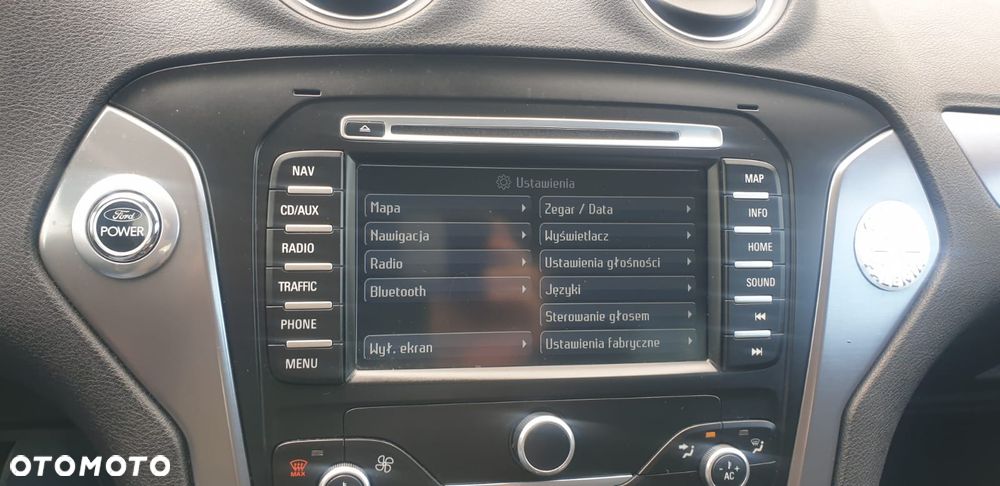 Ustawienia
Mapa
Nawigacja
Radio
Bluetooth
Wył. ekran
Zegar / Data
Wyświetlacz
Ustawienia głośności
Języki
Sterowanie głosem
Ustawienia fabryczne
NAV
CD/AUX
RADIO
TRAFFIC
PHONE
MENU
MAP
INFO
HOME
SOUND
Ford
POWER
MAX
- +
AC
OTOMOTO